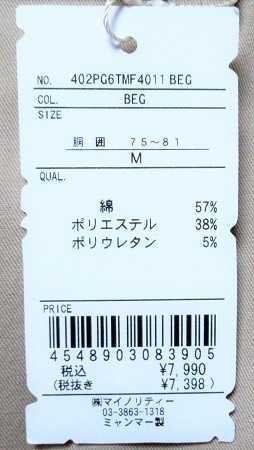 NO. 402PG6TMF4011 BEG
COL. BEG
SIZE
胴 囲 75~81
M
QUAL.
綿 57%
ポリエステル 38%
ポリウレタン 5%
PRICE
4548903083905
税込 ¥7,990
(税抜き ¥7,398)
㈱マイノリティー
03-3863-1318
ミャンマー製